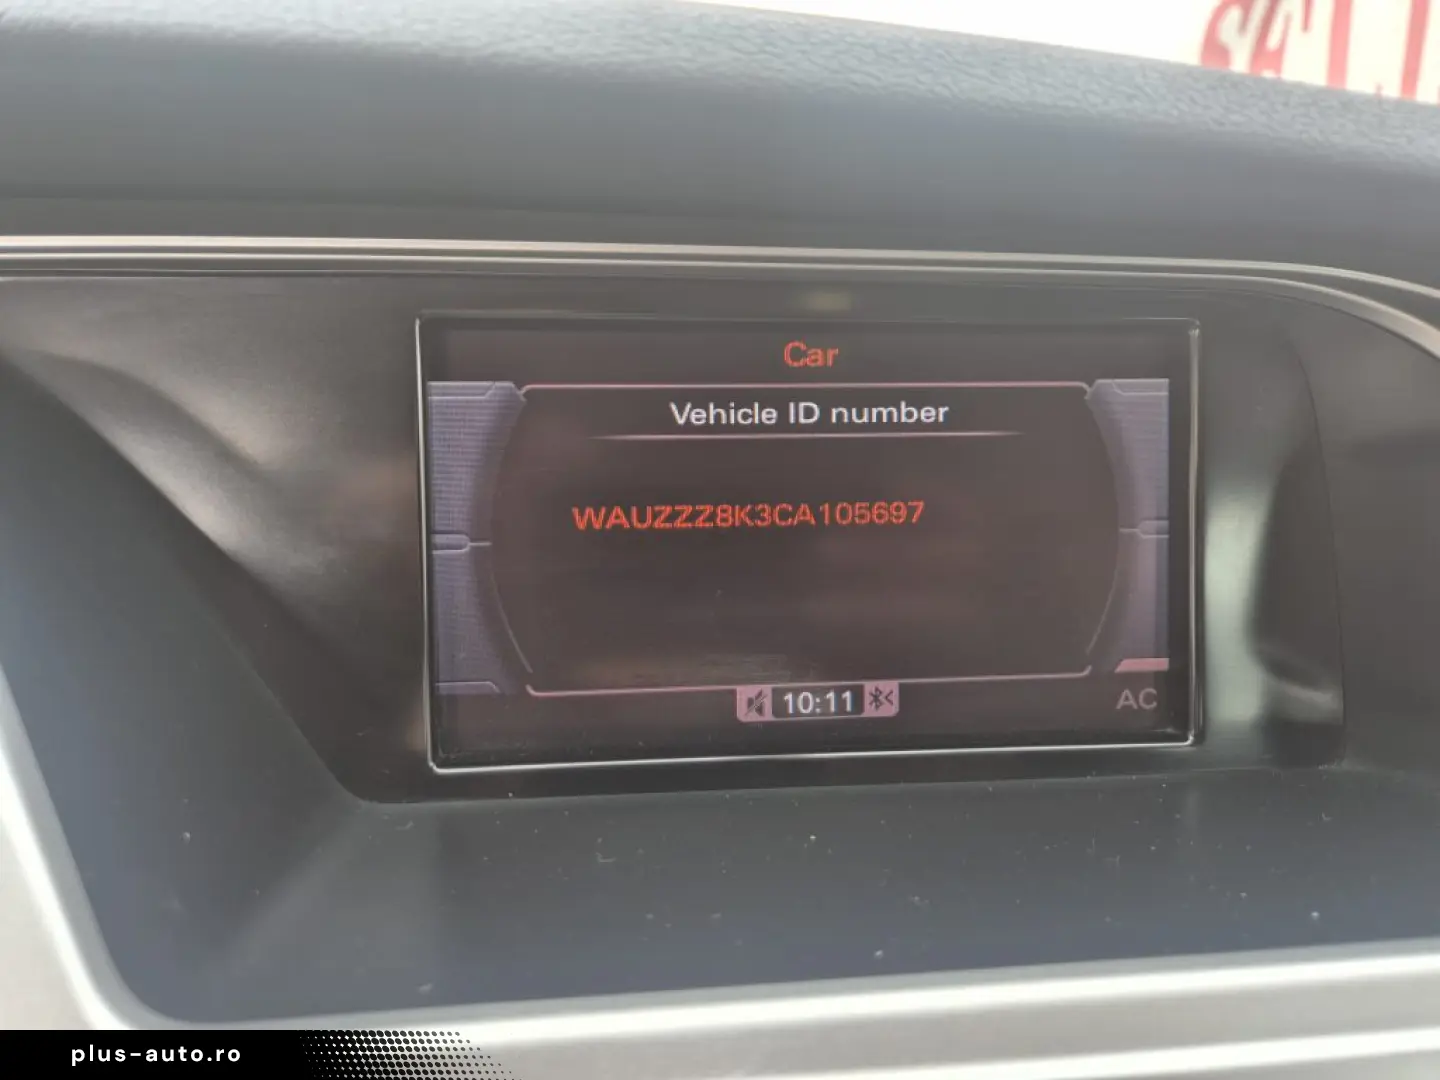 Car
Vehicle ID number
WAUZZZ8K3CA105697
10:11
AC
plus-auto.ro